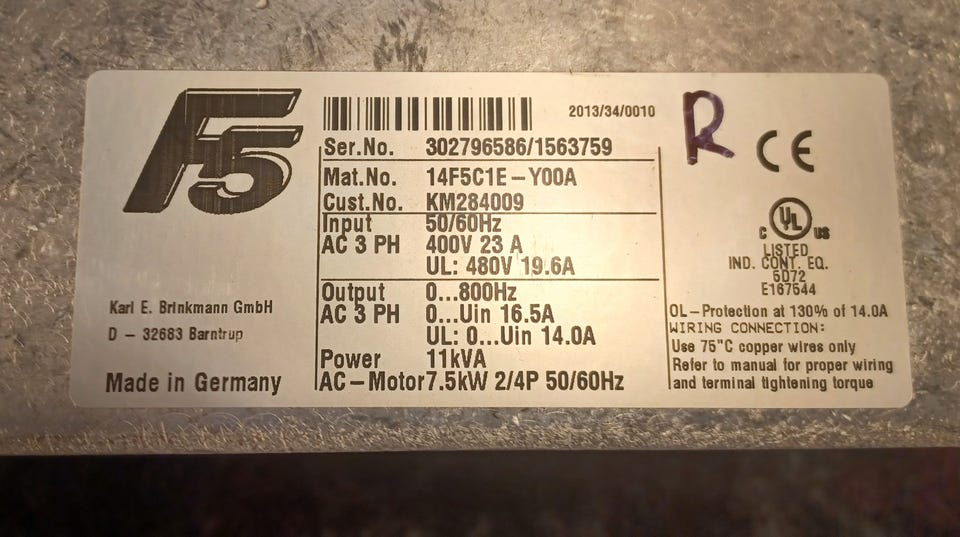 F5
2013/34/0010
R
CE
Ser.No. 302796586/1563759
Mat.No. 14F5C1E-Y00A
Cust.No. KM284009
Input 50/60Hz
AC 3 PH 400V 23 A
UL: 480V 19.6A
Output 0...800Hz
AC 3 PH 0...Uin 16.5A
UL: 0...Uin 14.0A
Power 11kVA
AC-Motor 7.5kW 2/4P 50/60Hz
Karl E. Brinkmann GmbH
D - 32683 Barntrup
Made in Germany
C UL US
LISTED
IND. CONT. EQ.
5D72
E167544
OL-Protection at 130% of 14.0A
WIRING CONNECTION:
Use 75°C copper wires only
Refer to manual for proper wiring
and terminal tightening torque